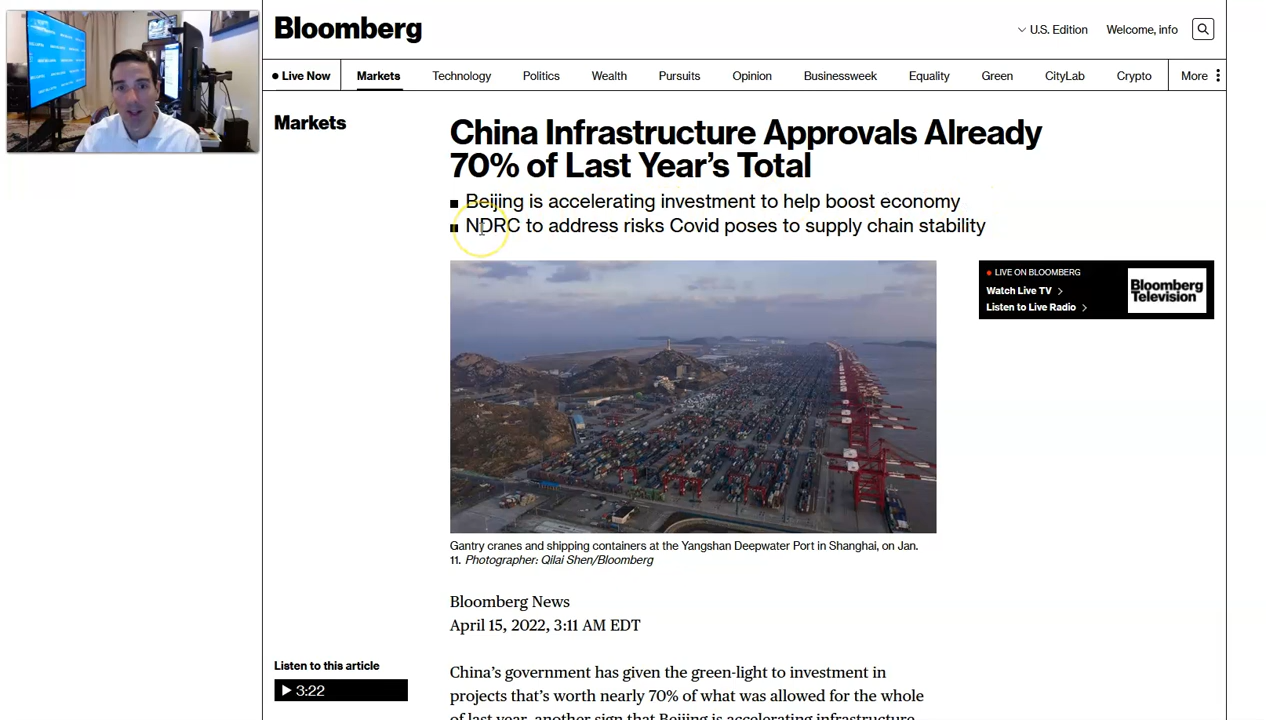 Bloomberg
U.S. Edition
Welcome, info
Live Now
Markets
Technology
Politics
Wealth
Pursuits
Opinion
Businessweek
Equality
Green
CityLab
Crypto
More
Markets
China Infrastructure Approvals Already
70% of Last Year's Total
Beijing is accelerating investment to help boost economy
NDRC to address risks Covid poses to supply chain stability
LIVE ON BLOOMBERG
Watch Live TV
Listen to Live Radio
Bloomberg
Television
Gantry cranes and shipping containers at the Yangshan Deepwater Port in Shanghai, on Jan.
11. Photographer: Qilai Shen/Bloomberg
Bloomberg News
April 15, 2022, 3:11 AM EDT
Listen to this article
3:22
China's government has given the green-light to investment in
projects that's worth nearly 70% of what was allowed for the whole
of last year, another sign that Beijing is accelerating infrastructure